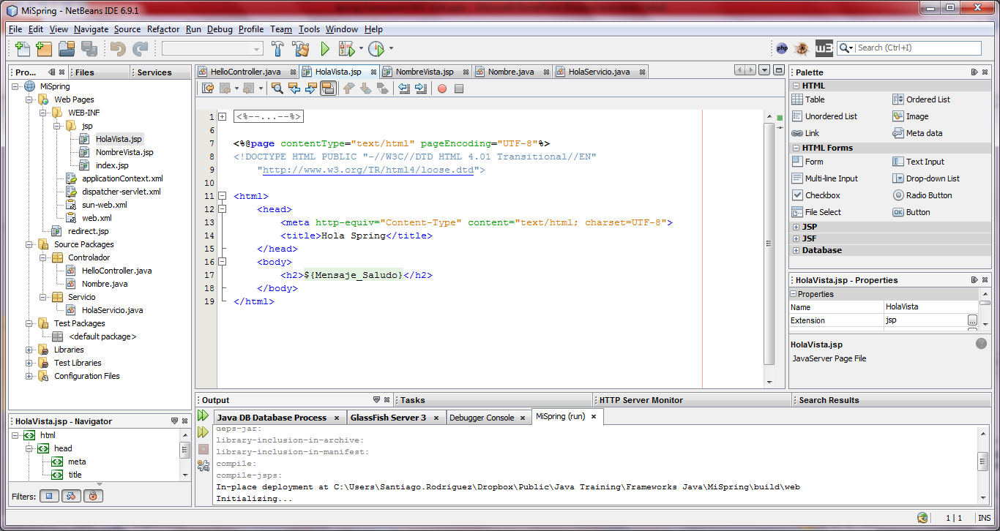 MiSpring - NetBeans IDE 6.9.1
File Edit View Navigate Source Refactor Run Debug Profile Team Tools Window Help
php w3 Search (Ctrl+I)
Pro... Files Services
MiSpring
Web Pages
WEB-INF
jsp
HolaVista.jsp
NombreVista.jsp
index.jsp
applicationContext.xml
dispatcher-servlet.xml
sun-web.xml
web.xml
redirect.jsp
Source Packages
Controlador
HelloController.java
Nombre.java
Servicio
HolaServicio.java
Test Packages
<default package>
Libraries
Test Libraries
Configuration Files
HolaVista.jsp - Navigator
html
head
meta
title
Filters:
HelloController.java HolaVista.jsp NombreVista.jsp Nombre.java HolaServicio.java
1 <%--...--%>
6
7 <%@page contentType="text/html" pageEncoding="UTF-8"%>
8 <!DOCTYPE HTML PUBLIC "-//W3C//DTD HTML 4.01 Transitional//EN"
9 "http://www.w3.org/TR/html4/loose.dtd">
10
11 <html>
12 <head>
13 <meta http-equiv="Content-Type" content="text/html; charset=UTF-8">
14 <title>Hola Spring</title>
15 </head>
16 <body>
17 <h2>${Mensaje_Saludo}</h2>
18 </body>
19 </html>
Palette
HTML
Table Ordered List
Unordered List Image
Link Meta data
HTML Forms
Form Text Input
Multi-line Input Drop-down List
Checkbox Radio Button
File Select OK Button
JSP
JSF
Database
HolaVista.jsp - Properties
Properties
Name HolaVista
Extension jsp ...
HolaVista.jsp
JavaServer Page File
Output Tasks HTTP Server Monitor Search Results
Java DB Database Process GlassFish Server 3 Debugger Console MiSpring (run)
deps-jar:
library-inclusion-in-archive:
library-inclusion-in-manifest:
compile:
compile-jsps:
In-place deployment at C:\Users\Santiago.Rodriguez\Dropbox\Public\Java Training\Frameworks Java\MiSpring\build\web
Initializing...
1 | 1 INS